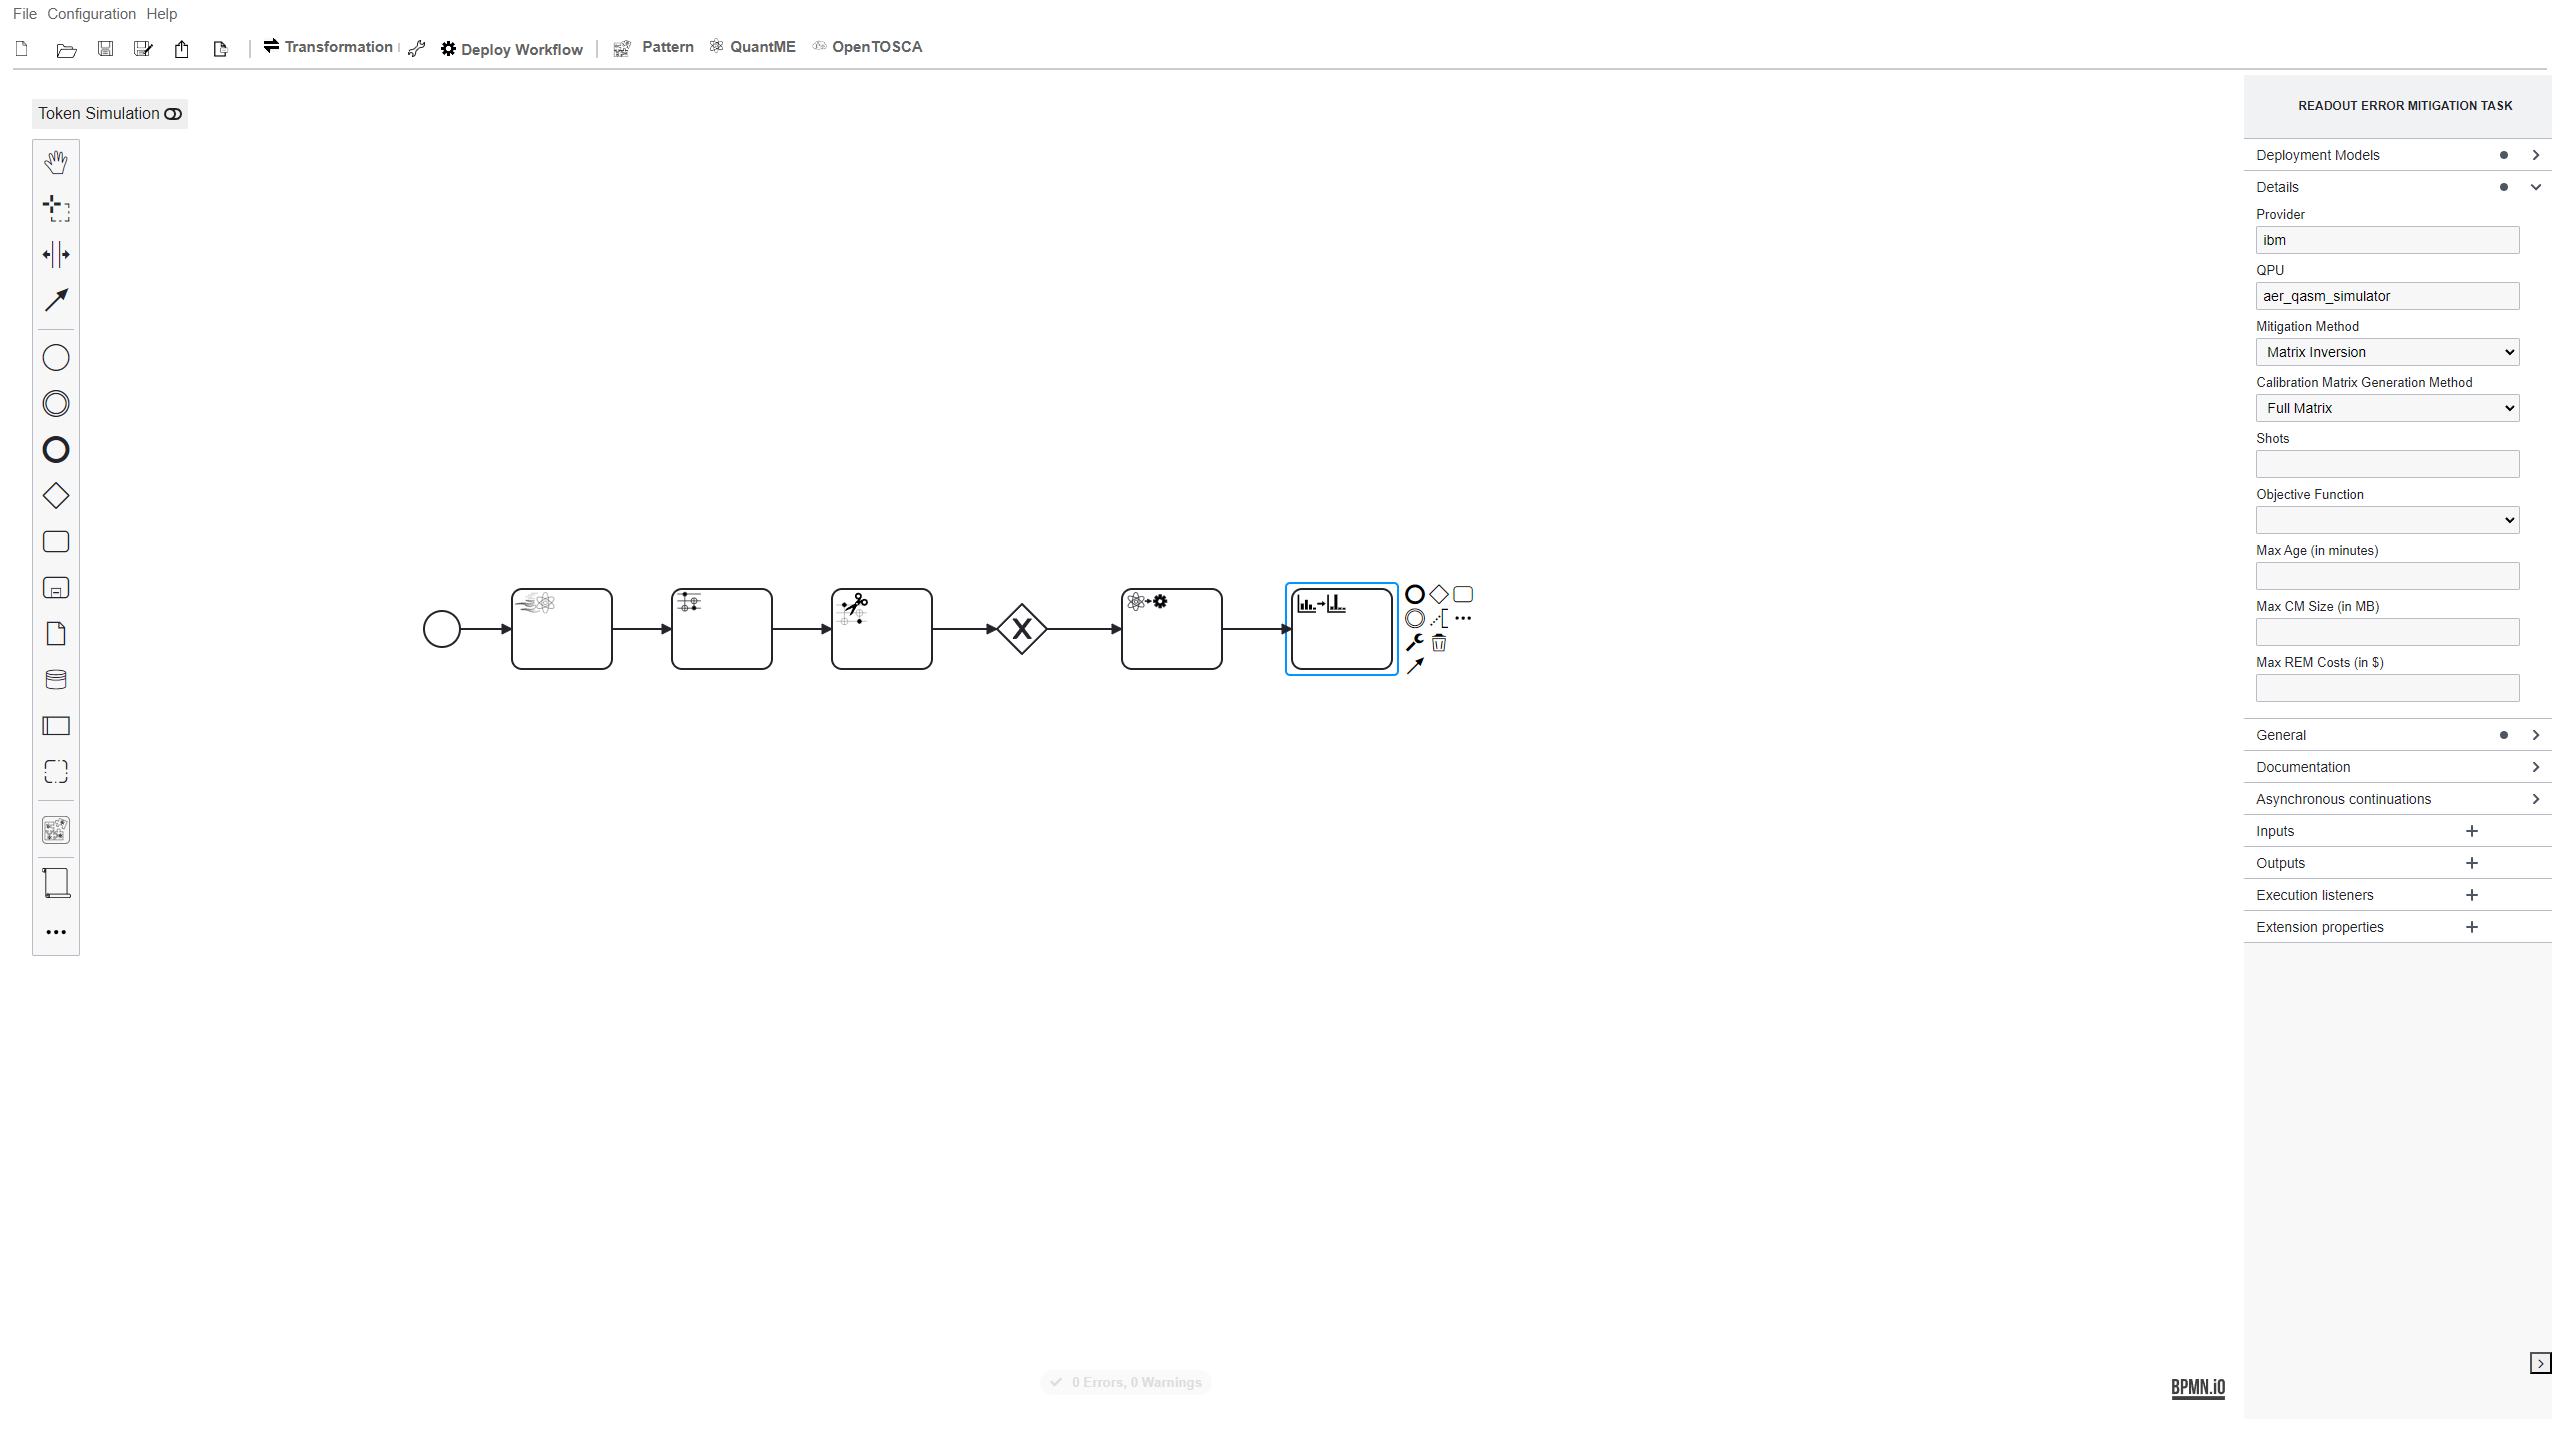 File Configuration Help
Transformation Deploy Workflow Pattern QuantME OpenTOSCA
Token Simulation
READOUT ERROR MITIGATION TASK
Deployment Models
Details
Provider
ibm
QPU
aer_qasm_simulator
Mitigation Method
Matrix Inversion
Calibration Matrix Generation Method
Full Matrix
Shots
Objective Function
Max Age (in minutes)
Max CM Size (in MB)
Max REM Costs (in $)
General
Documentation
Asynchronous continuations
Inputs
Outputs
Execution listeners
Extension properties
0 Errors, 0 Warnings
BPMN.iO